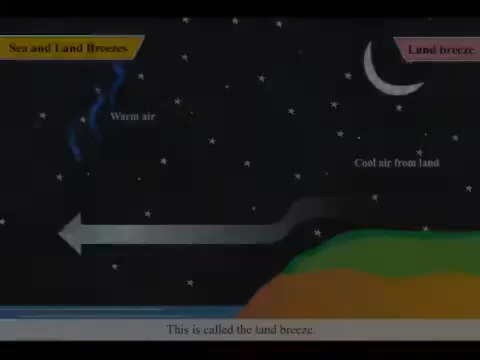 Sea and Land Breezes
Land breeze
Warm air
Cool air from land
This is called the land breeze.